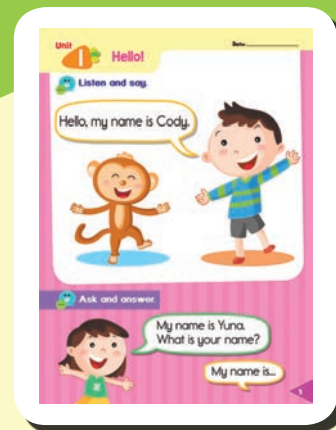 Unit
1 Hello!
Date
Listen and say.
Hello, my name is Cody.
Ask and answer.
My name is Yuna.
What is your name?
My name is...